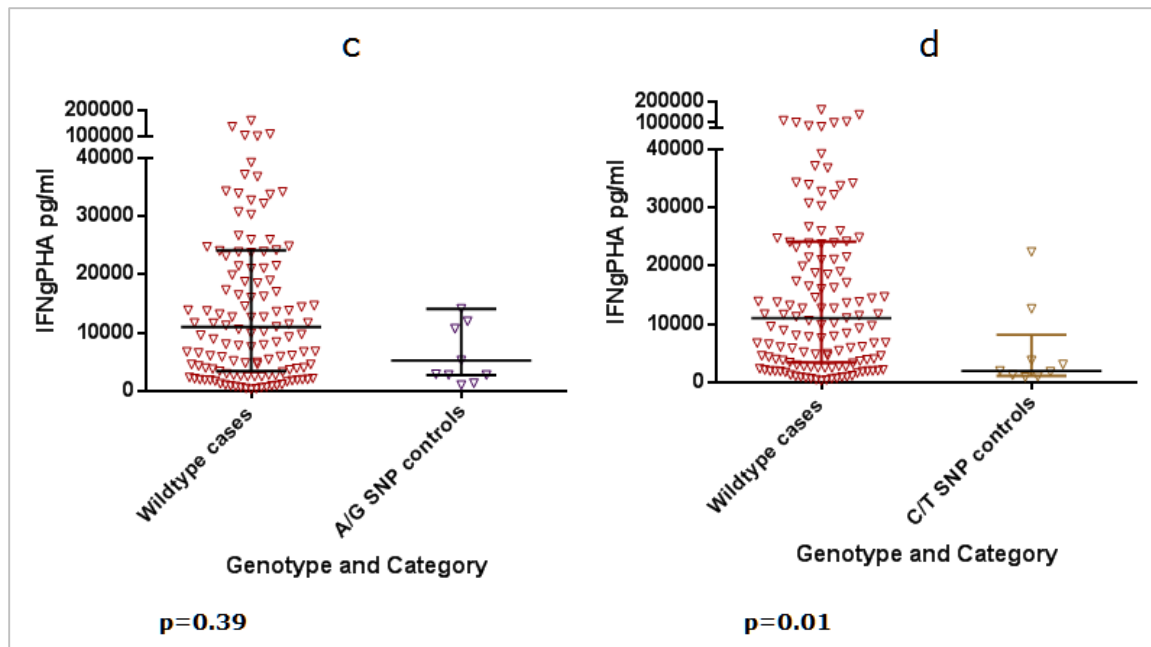 c
200000
100000
40000
30000
20000
10000
0
IFNgPHA pg/ml
Wildtype cases
A/G SNP controls
Genotype and Category
p=0.39
d
200000
100000
40000
30000
20000
10000
0
IFNgPHA pg/ml
Wildtype cases
C/T SNP controls
Genotype and Category
p=0.01